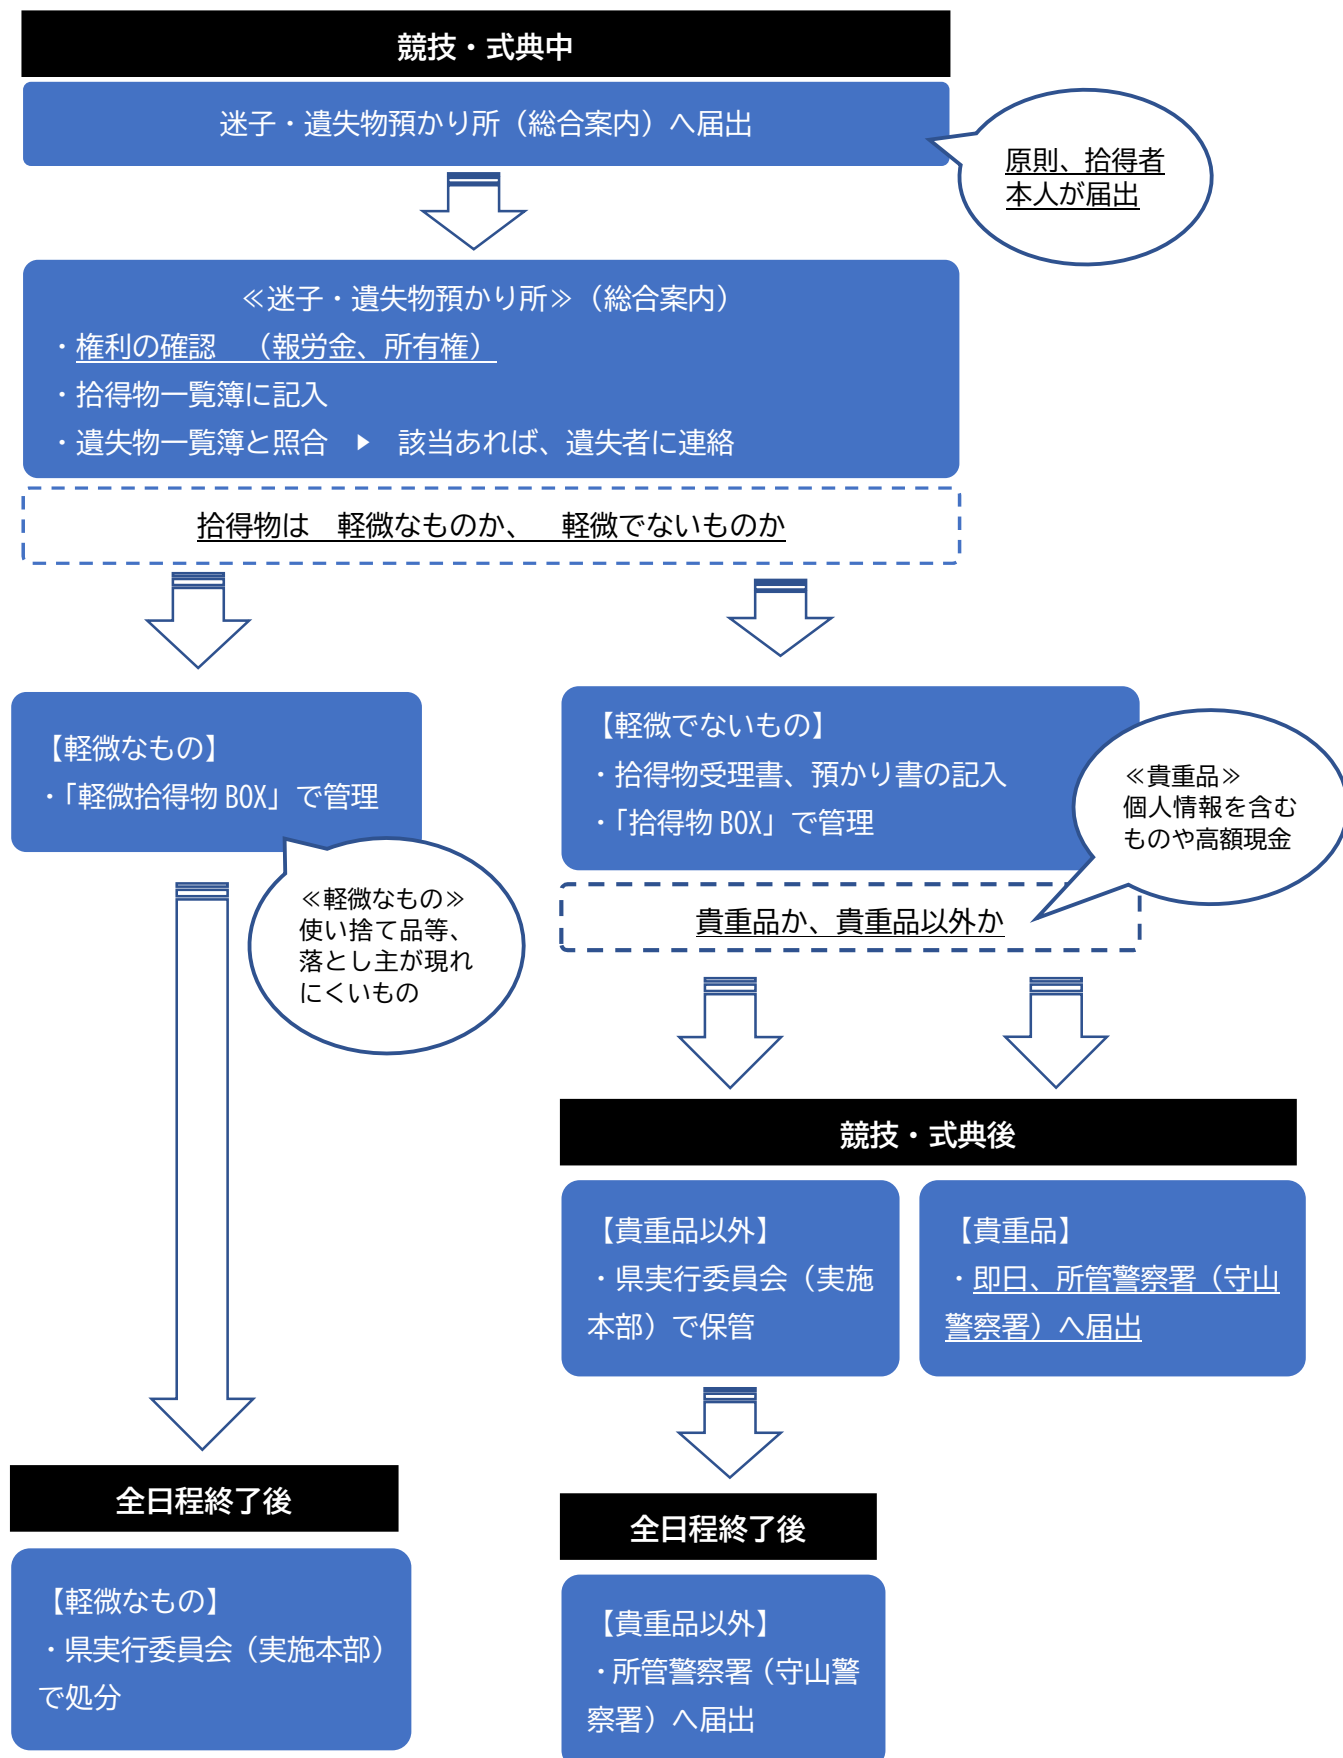 競技・式典中
迷子・遺失物預かり所（総合案内）へ届出
原則、拾得者
本人が届出
≪迷子・遺失物預かり所≫（総合案内）
・権利の確認　（報労金、所有権）
・拾得物一覧簿に記入
・遺失物一覧簿と照合　▶　該当あれば、遺失者に連絡
拾得物は　軽微なものか、　軽微でないものか
【軽微なもの】
・「軽微拾得物 BOX」で管理
≪軽微なもの≫
使い捨て品等、
落とし主が現れ
にくいもの
【軽微でないもの】
・拾得物受理書、預かり書の記入
・「拾得物 BOX」で管理
≪貴重品≫
個人情報を含む
ものや高額現金
貴重品か、貴重品以外か
競技・式典後
【貴重品以外】
・県実行委員会（実施
本部）で保管
【貴重品】
・即日、所管警察署（守山
警察署）へ届出
全日程終了後
【軽微なもの】
・県実行委員会（実施本部）
で処分
全日程終了後
【貴重品以外】
・所管警察署（守山警
察署）へ届出